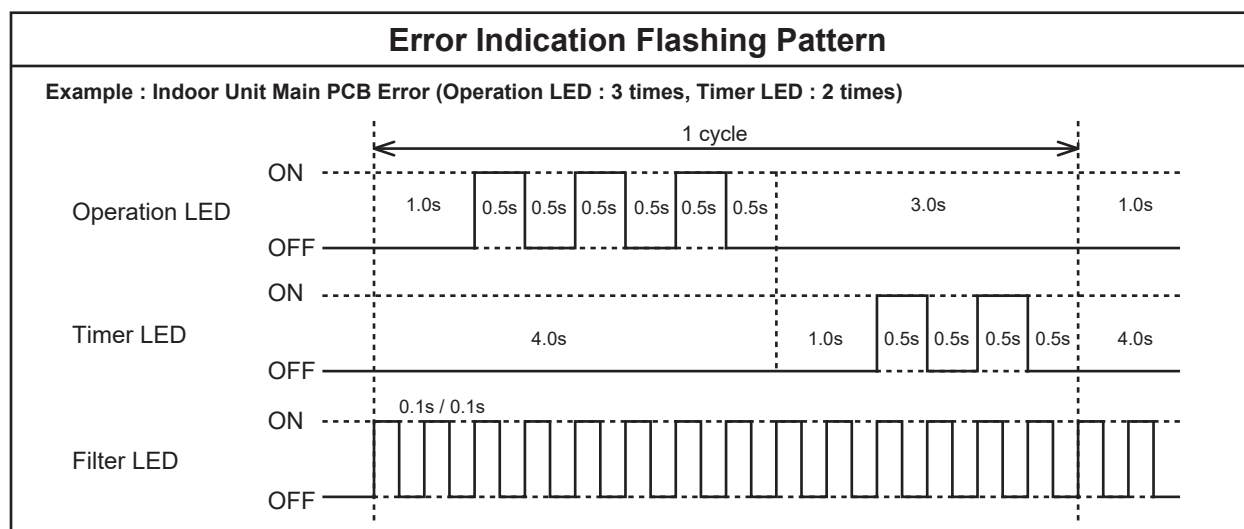 Error Indication Flashing Pattern
Example : Indoor Unit Main PCB Error (Operation LED : 3 times, Timer LED : 2 times)
1 cycle
ON
Operation LED
1.0s 0.5s 0.5s 0.5s 0.5s 0.5s 0.5s 3.0s 1.0s
OFF
ON
Timer LED
4.0s 1.0s 0.5s 0.5s 0.5s 0.5s 4.0s
OFF
0.1s / 0.1s
ON
Filter LED
OFF